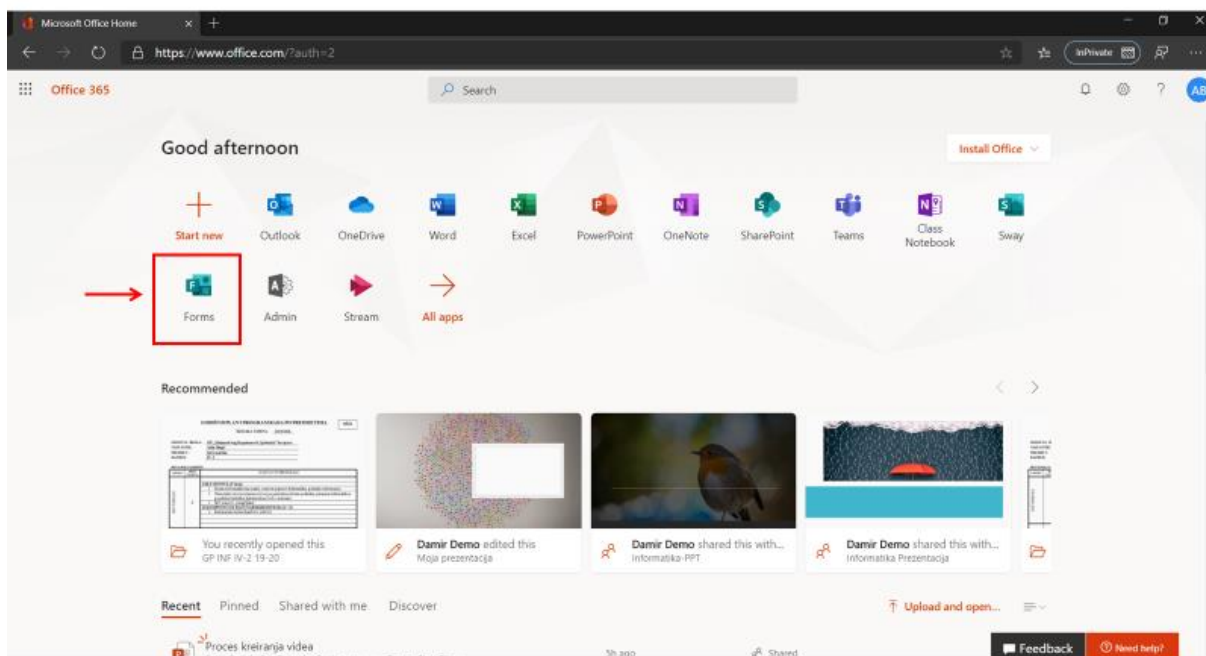 Microsoft Office Home
https://www.office.com/?auth=2
InPrivate
Office 365
Search
AB
Good afternoon
Install Office
Start new
Outlook
OneDrive
Word
Excel
PowerPoint
OneNote
SharePoint
Teams
Class Notebook
Sway
Forms
Admin
Stream
All apps
Recommended
You recently opened this
GP INF IV-2 19-20
Damir Demo edited this
Moja prezentacija
Damir Demo shared this with...
Informatika-PPT
Damir Demo shared this with...
Informatika Prezentacija
Recent
Pinned
Shared with me
Discover
Upload and open...
Proces kreiranja videa
5h ago
Shared
Feedback
Need help?